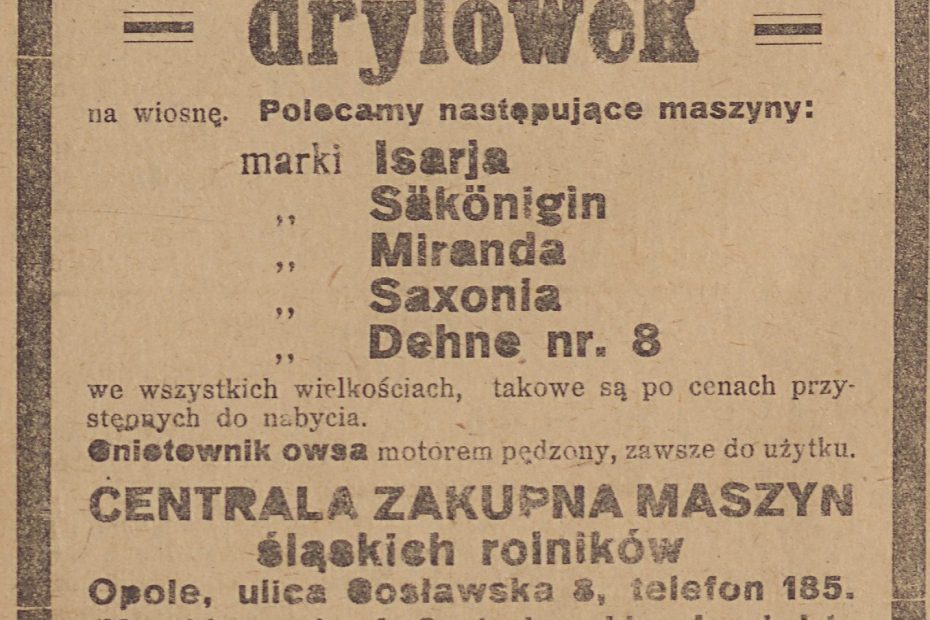 drylówek
na wiosnę. Polecamy następujące maszyny:
marki Isarja
„ Säkönigin
„ Miranda
„ Saxonia
„ Dehne nr. 8
we wszystkich wielkościach, takowe są po cenach przy-
stępnych do nabycia.
Gnietownik owsa motorem pędzony, zawsze do użytku.
CENTRALA ZAKUPNA MASZYN
śląskich rolników
Opole, ulica Gosławska 8, telefon 185.